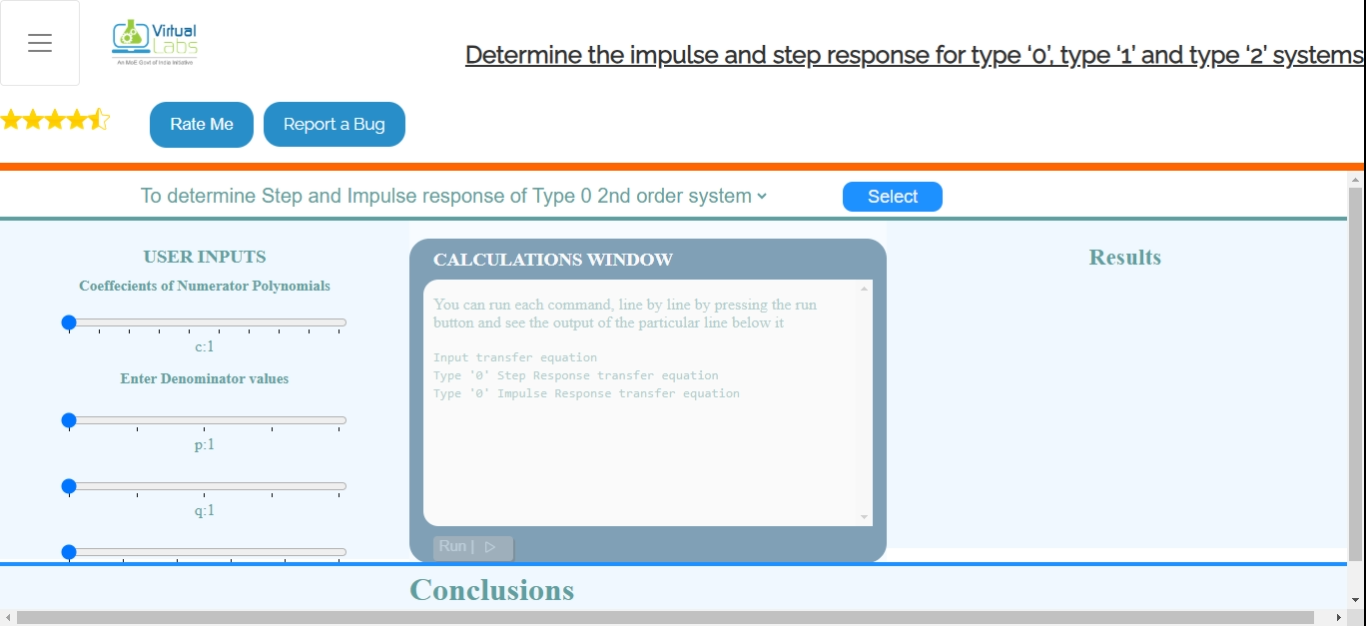 Virtual
Labs
An MoE Govt of India Initiative
Determine the impulse and step response for type ‘0’, type ‘1’ and type ‘2’ systems
Rate Me
Report a Bug
To determine Step and Impulse response of Type 0 2nd order system
Select
USER INPUTS
Coeffecients of Numerator Polynomials
c:1
Enter Denominator values
p:1
q:1
CALCULATIONS WINDOW
You can run each command, line by line by pressing the run
button and see the output of the particular line below it
Input transfer equation
Type '0' Step Response transfer equation
Type '0' Impulse Response transfer equation
Run |
Results
Conclusions